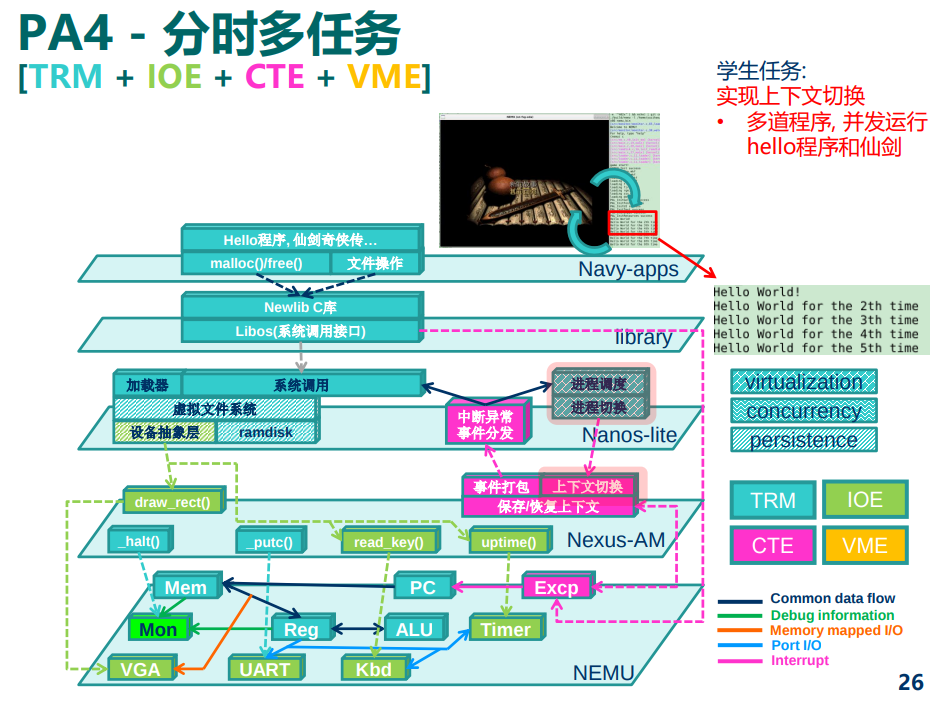 PA4 - 分时多任务
[TRM + IOE + CTE + VME]
学生任务:
实现上下文切换
• 多道程序, 并发运行
hello程序和仙剑
Hello程序, 仙剑奇侠传…
malloc()/free() 文件操作
Navy-apps
Hello World!
Hello World for the 2th time
Hello World for the 3th time
Hello World for the 4th time
Hello World for the 5th time
Newlib C库
Libos(系统调用接口)
library
加载器 系统调用
虚拟文件系统
设备抽象层 ramdisk
中断异常
事件分发
进程调度
进程切换
Nanos-lite
virtualization
concurrency
persistence
事件打包 上下文切换
保存/恢复上下文
draw_rect()
_halt() _putc() read_key() uptime() Nexus-AM
TRM IOE
CTE VME
Mem PC Excp
Mon Reg ALU Timer
VGA UART Kbd NEMU
Common data flow
Debug information
Memory mapped I/O
Port I/O
Interrupt
26